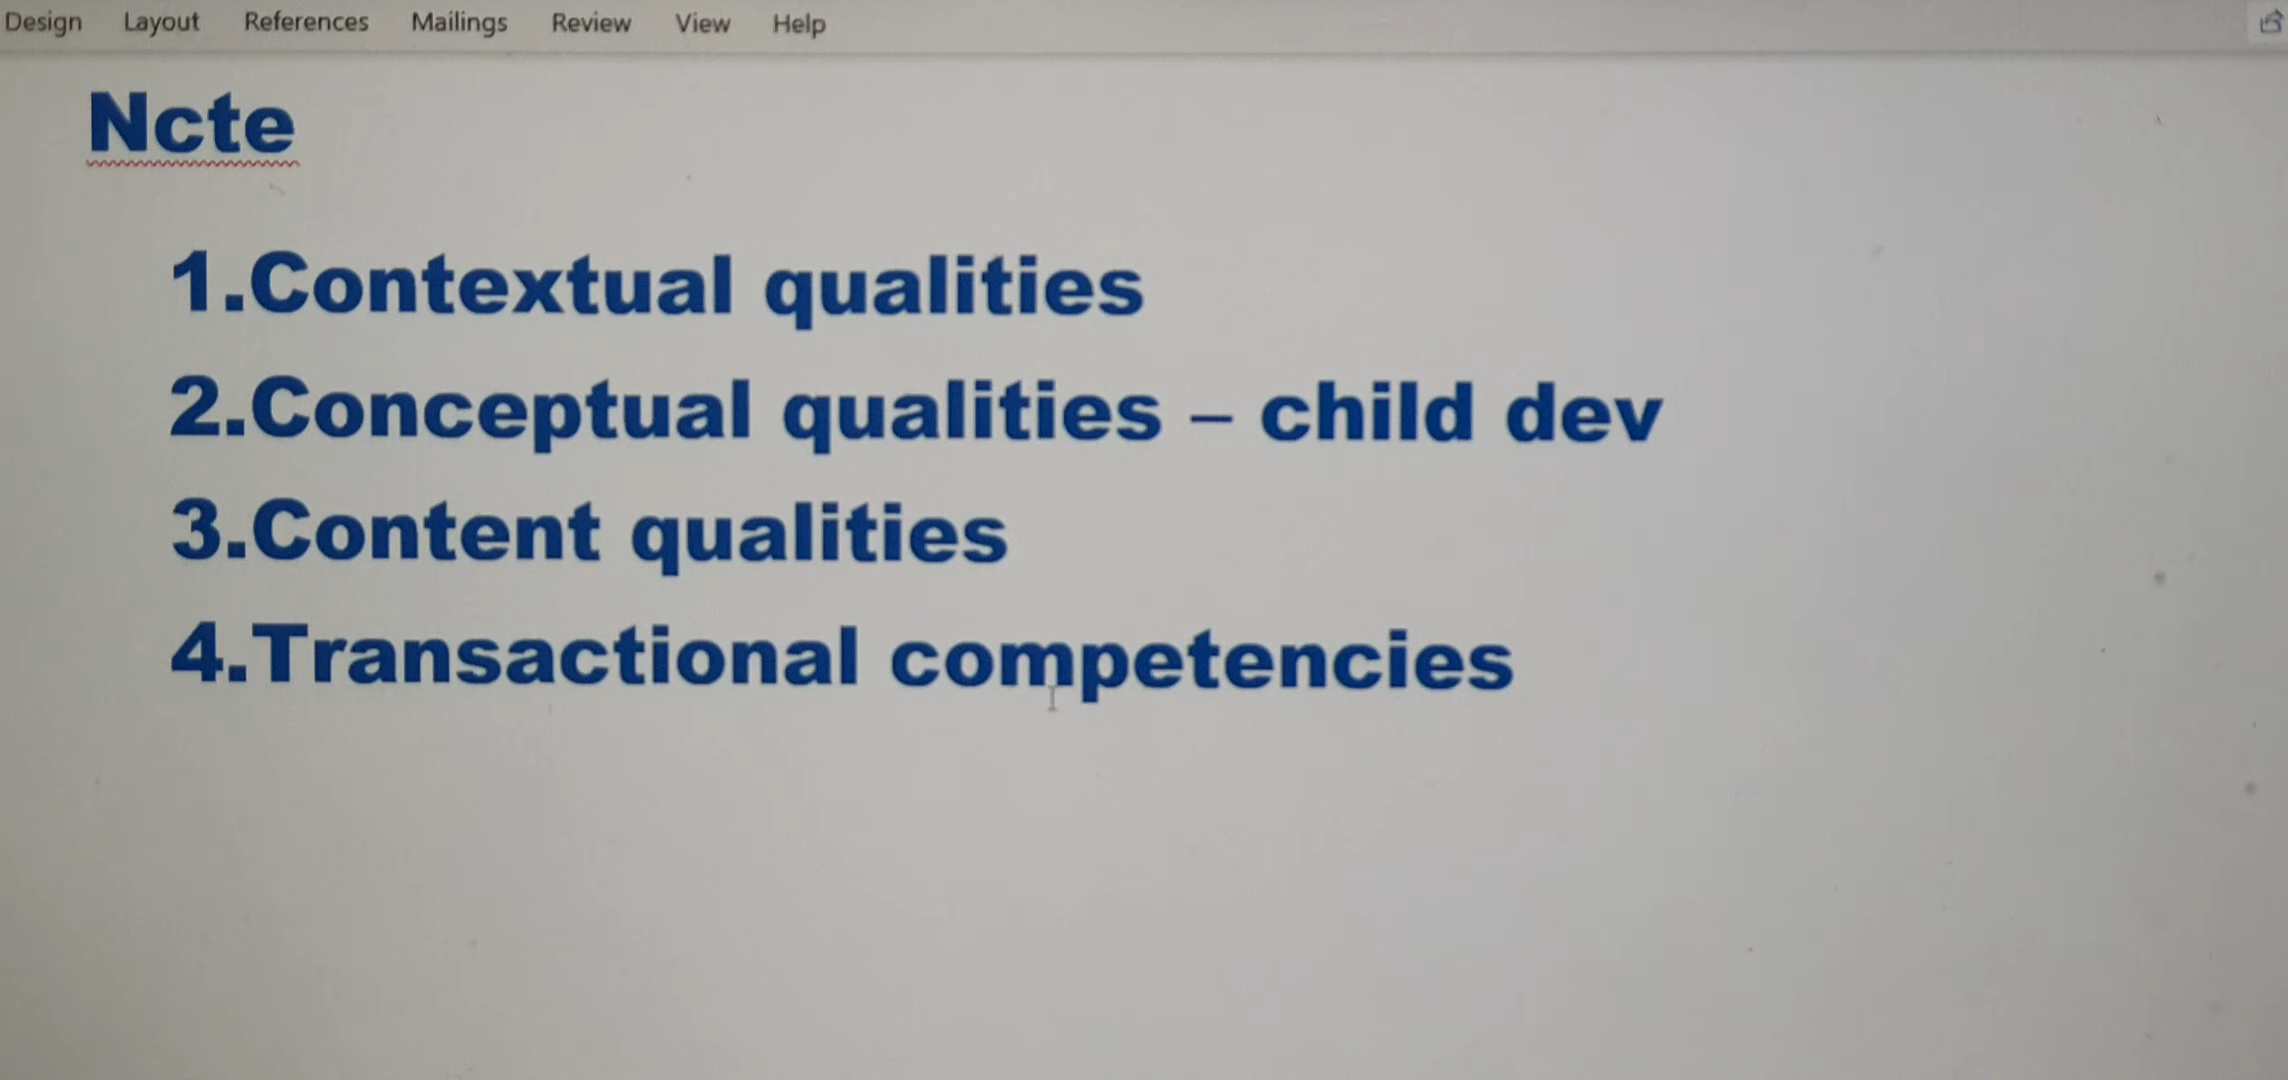 Design Layout References Mailings Review View Help
Ncte
1.Contextual qualities
2.Conceptual qualities – child dev
3.Content qualities
4.Transactional competencies